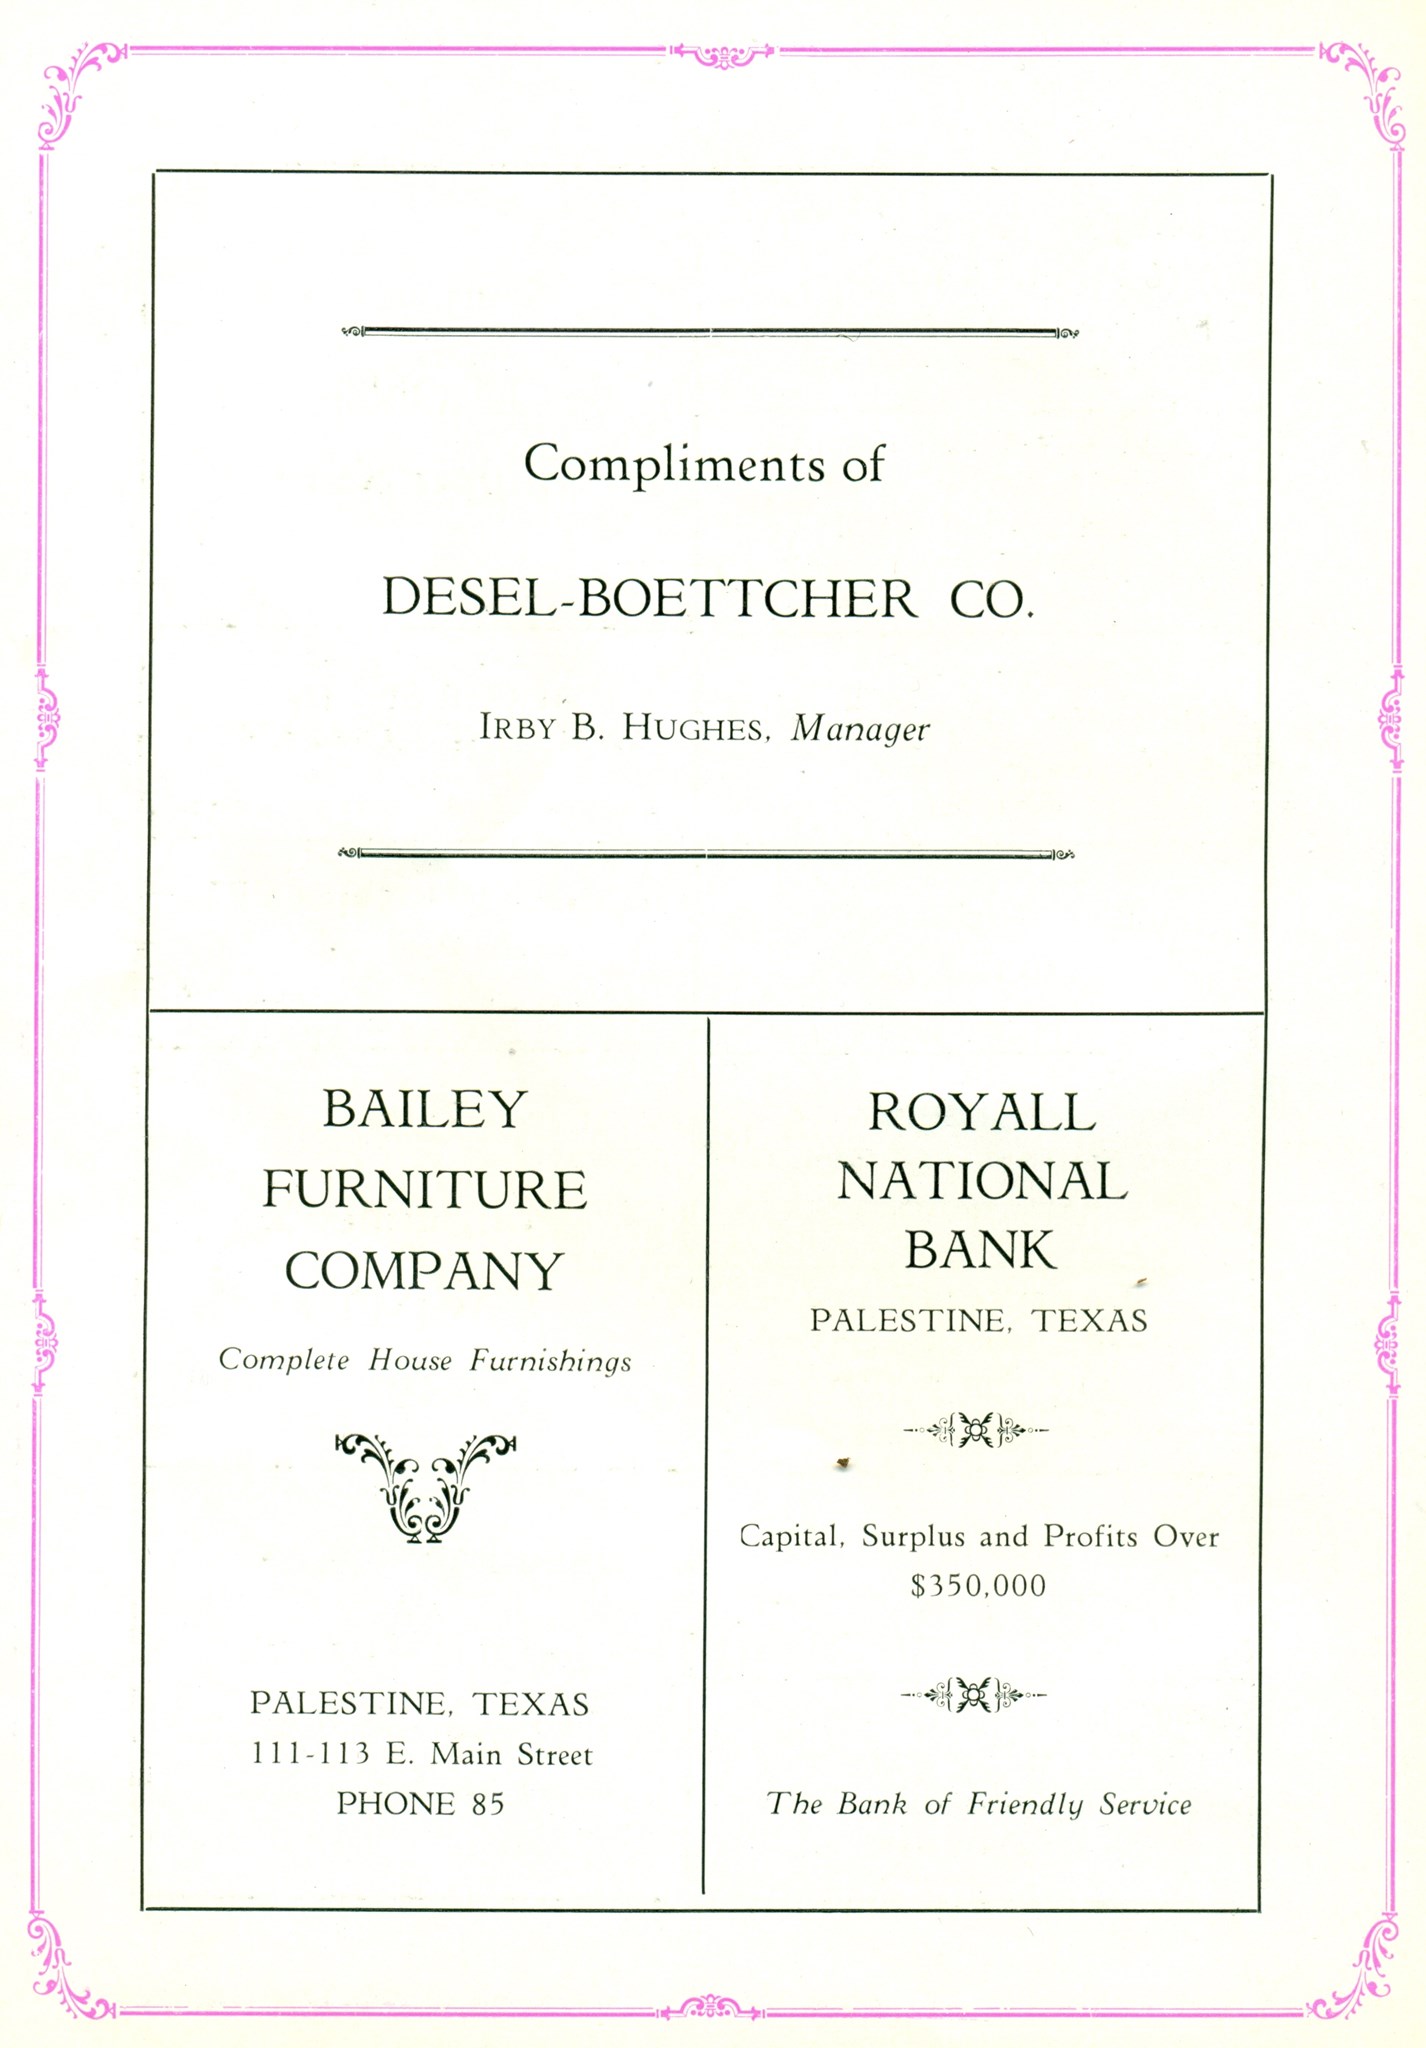 Compliments of
DESEL-BOETTCHER CO.
IRBY B. HUGHES, Manager
BAILEY
FURNITURE
COMPANY
Complete House Furnishings
PALESTINE, TEXAS
111-113 E. Main Street
PHONE 85
ROYALL
NATIONAL
BANK
PALESTINE, TEXAS
Capital, Surplus and Profits Over
$350,000
The Bank of Friendly Service